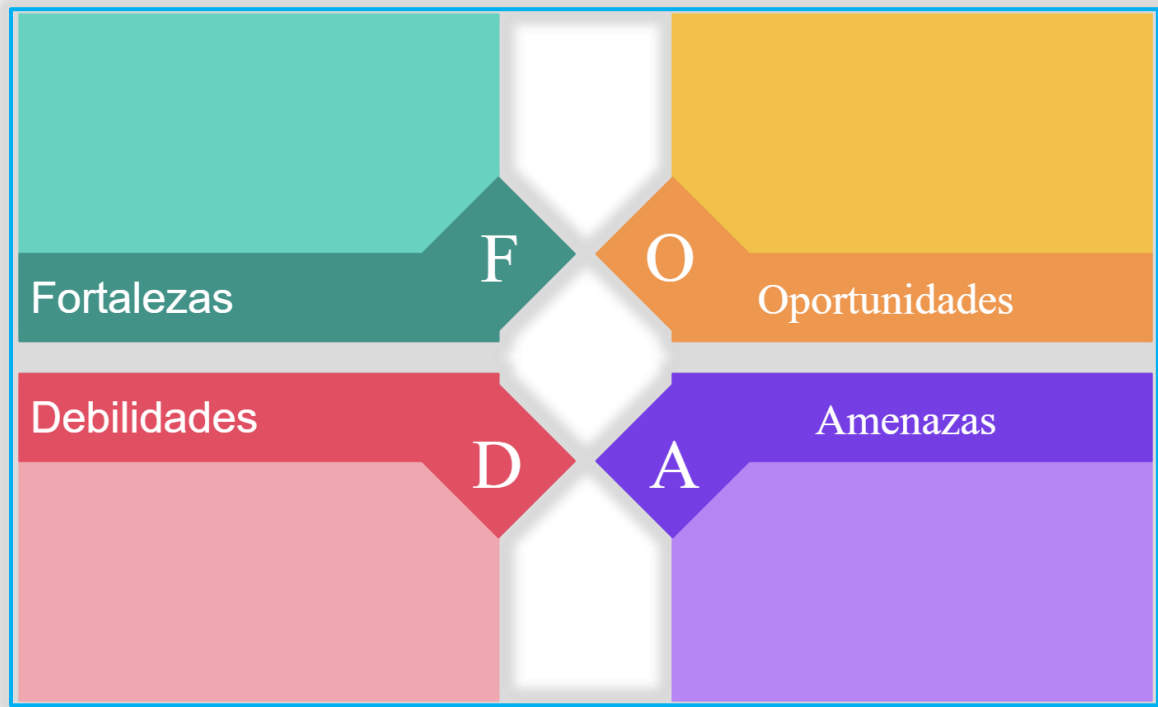 F
Fortalezas
O
Oportunidades
Debilidades
D
Amenazas
A